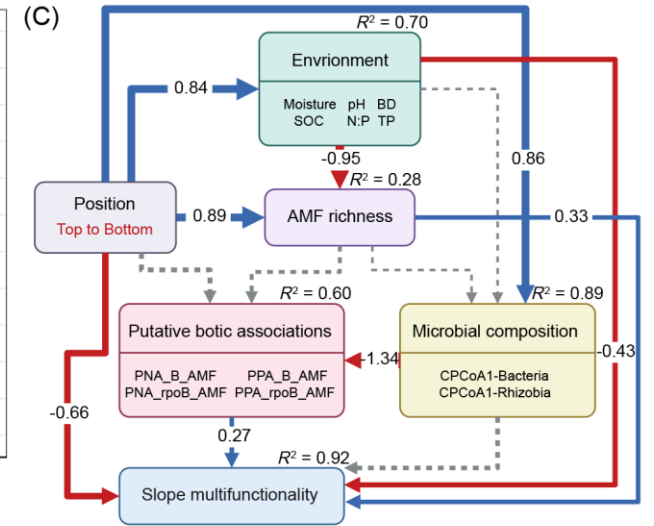 (C)
R² = 0.70
Envrionment
Moisture pH BD
SOC N:P TP
0.84
-0.95
0.86
R² = 0.28
Position
Top to Bottom
0.89
AMF richness
0.33
R² = 0.60
R² = 0.89
Putative botic associations
Microbial composition
-1.34
-0.43
PNA_B_AMF PPA_B_AMF
PNA_rpoB_AMF PPA_rpoB_AMF
CPCoA1-Bacteria
CPCoA1-Rhizobia
-0.66
0.27
R² = 0.92
Slope multifunctionality